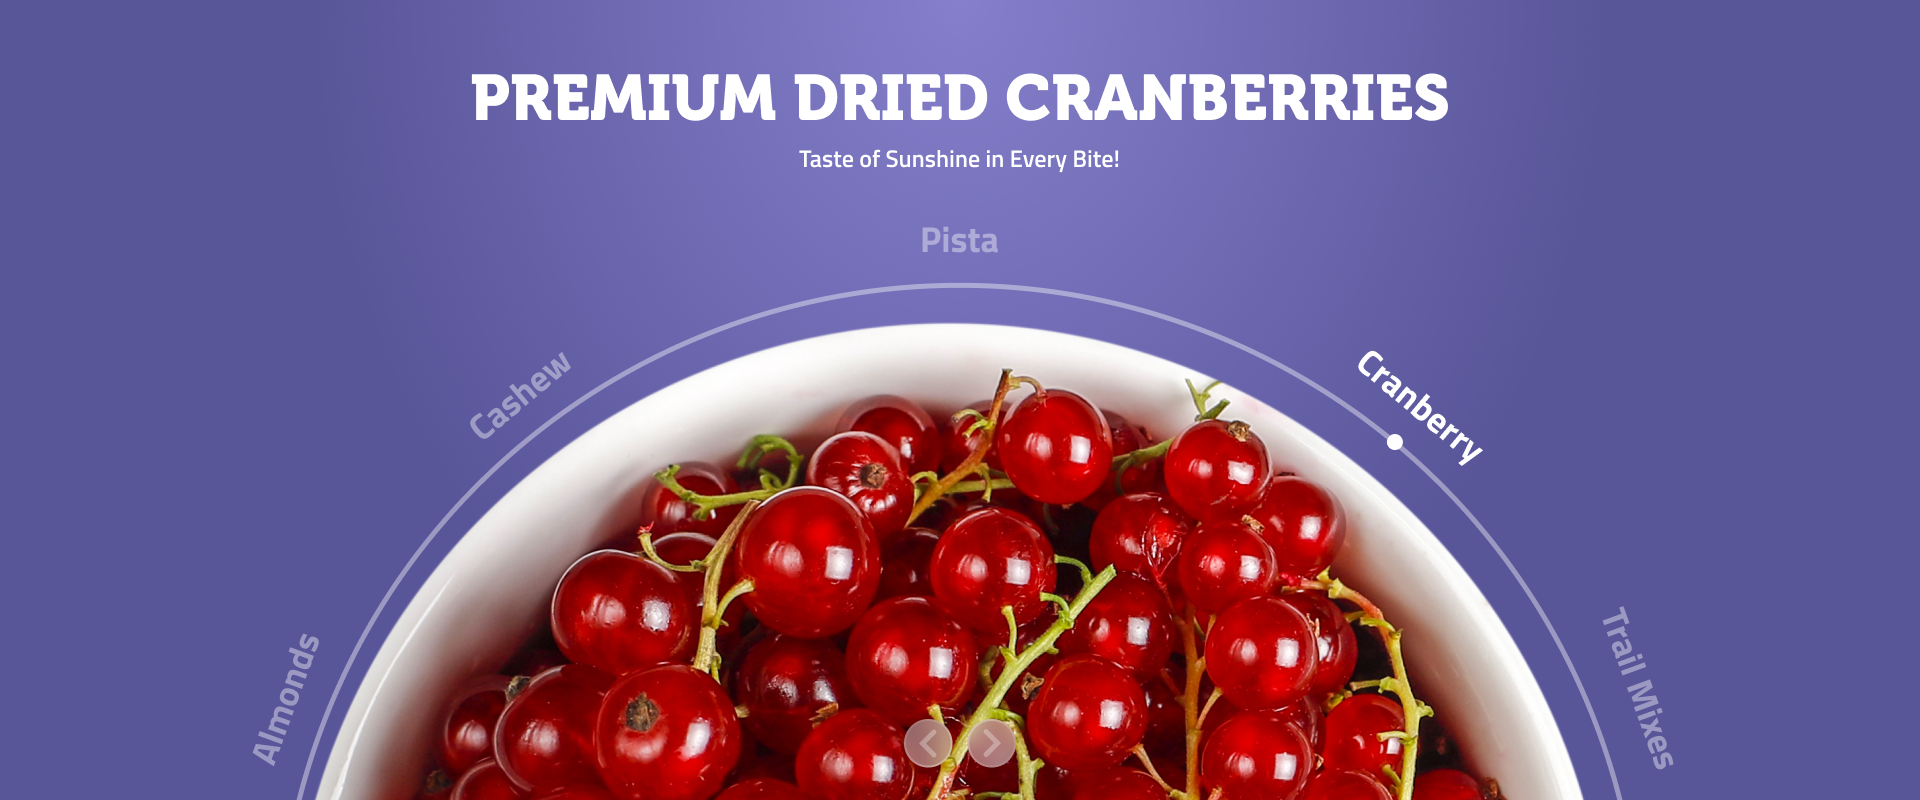 PREMIUM DRIED CRANBERRIES
Taste of Sunshine in Every Bite!
Pista
Cashew
Cranberry
Almonds
Trail Mixes